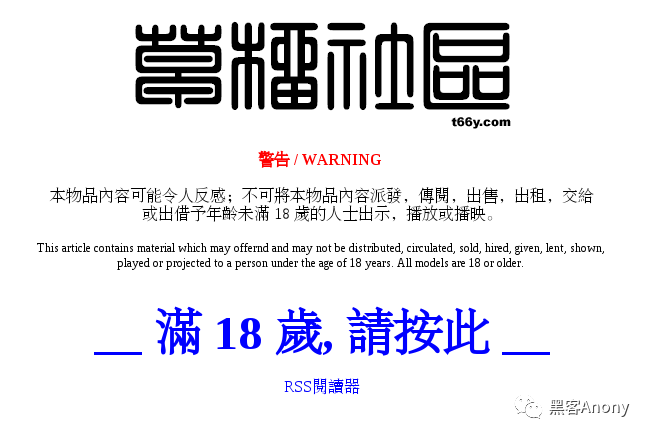 草榴社區
t66y.com
警告 / WARNING
本物品內容可能令人反感；不可將本物品內容派發，傳閱，出售，出租，交給
或出借予年齡未滿 18 歲的人士出示，播放或播映。
This article contains material which may offernd and may not be distributed, circulated, sold, hired, given, lent, shown,
played or projected to a person under the age of 18 years. All models are 18 or older.
__ 滿 18 歲, 請按此 __
RSS閱讀器
黑客Anony